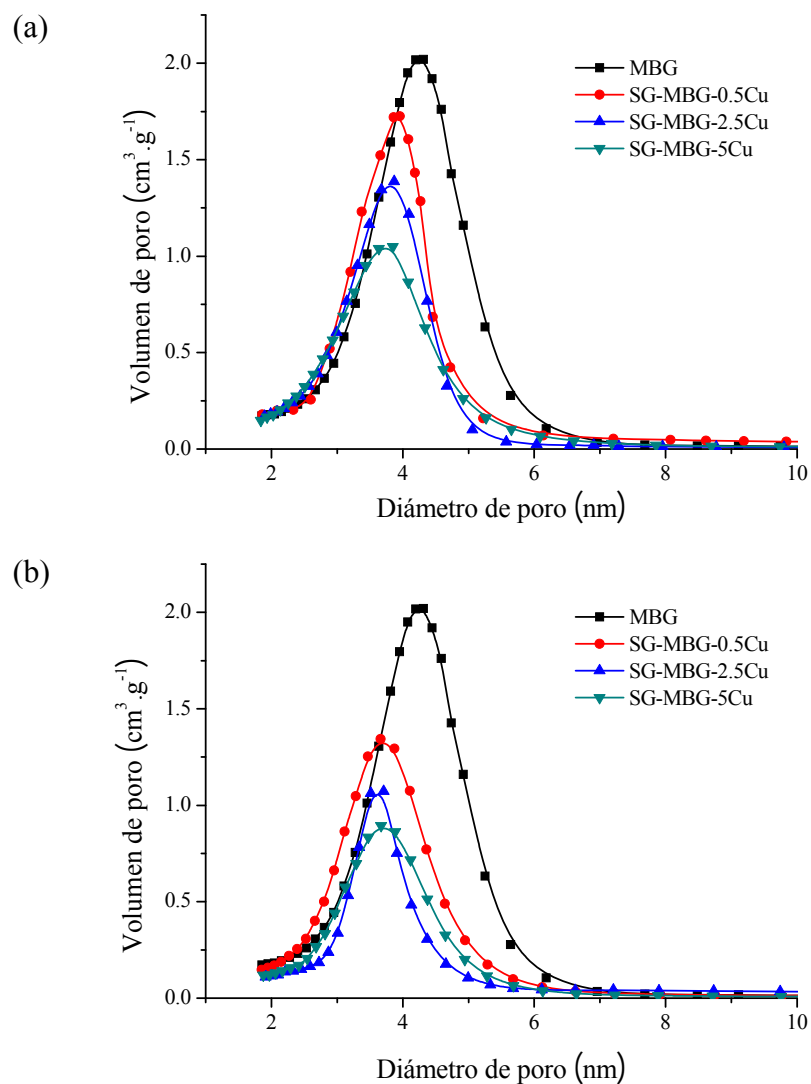 (a)
Volumen de poro (cm³.g⁻¹)
2.0
1.5
1.0
0.5
0.0
MBG
SG-MBG-0.5Cu
SG-MBG-2.5Cu
SG-MBG-5Cu
2 4 6 8 10
Diámetro de poro (nm)
(b)
Volumen de poro (cm³.g⁻¹)
2.0
1.5
1.0
0.5
0.0
MBG
SG-MBG-0.5Cu
SG-MBG-2.5Cu
SG-MBG-5Cu
2 4 6 8 10
Diámetro de poro (nm)